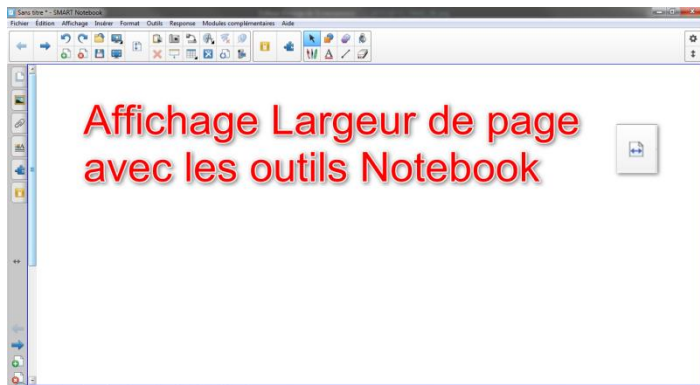 Sans titre * - SMART Notebook
Fichier Édition Affichage Insérer Format Outils Response Modules complémentaires Aide
Affichage Largeur de page
avec les outils Notebook